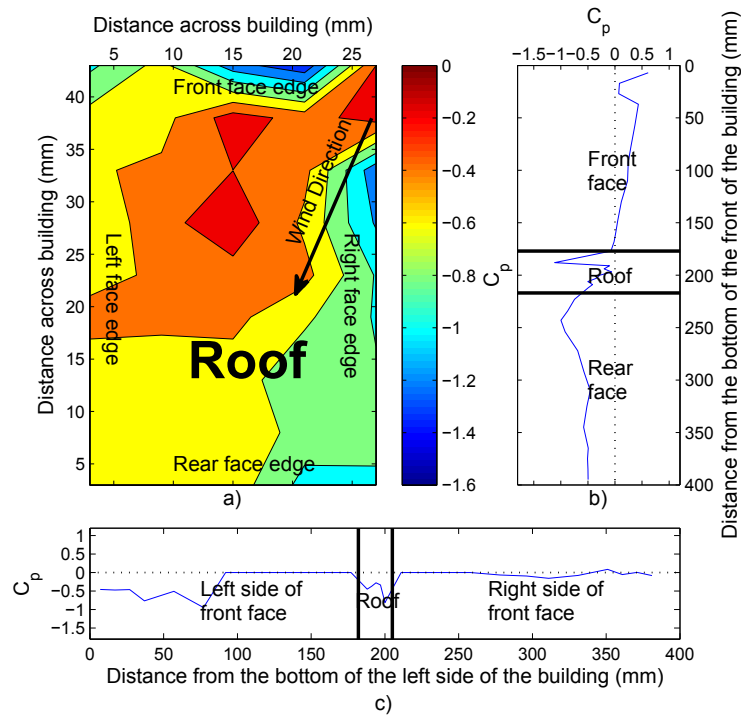 Distance across building (mm)
5 10 15 20 25
Distance across building (mm)
40
35
30
25
20
15
10
5
Front face edge
Wind Direction
Left face edge
Right face edge
Roof
Rear face edge
a)
0
−0.2
−0.4
−0.6
−0.8
−1
−1.2
−1.4
−1.6
Cp
−1.5 −1 −0.5 0 0.5 1
Cp
0
50
100
150
200
250
300
350
400
Distance from the bottom of the front of the building (mm)
Front
face
Roof
Rear
face
b)
Cp
1
0.5
0
−0.5
−1
−1.5
Left side of
front face
Roof
Right side of
front face
0 50 100 150 200 250 300 350 400
Distance from the bottom of the left side of the building (mm)
c)